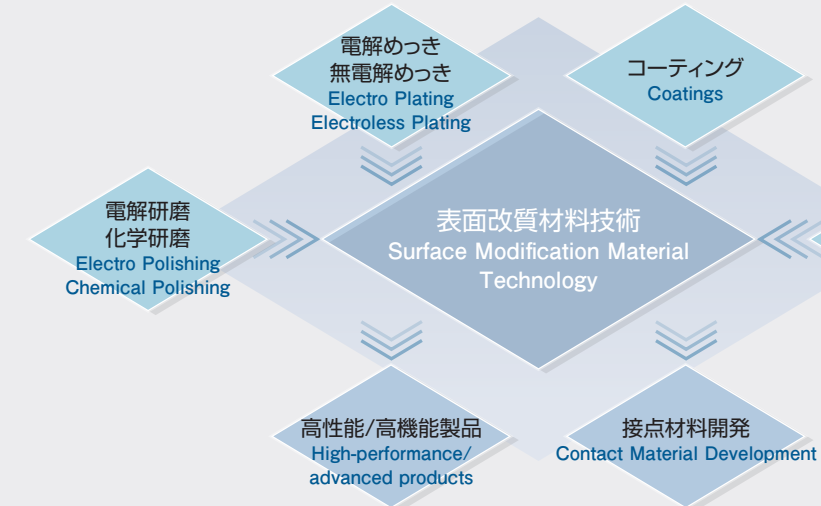 電解めっき
無電解めっき
Electro Plating
Electroless Plating
コーティング
Coatings
電解研磨
化学研磨
Electro Polishing
Chemical Polishing
表面改質材料技術
Surface Modification Material
Technology
高性能/高機能製品
High-performance/
advanced products
接点材料開発
Contact Material Development